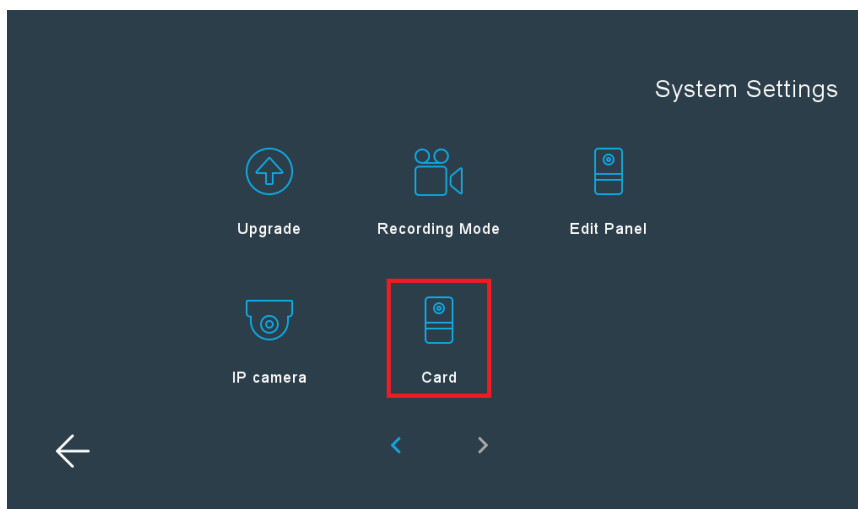 System Settings
Upgrade
Recording Mode
Edit Panel
IP camera
Card